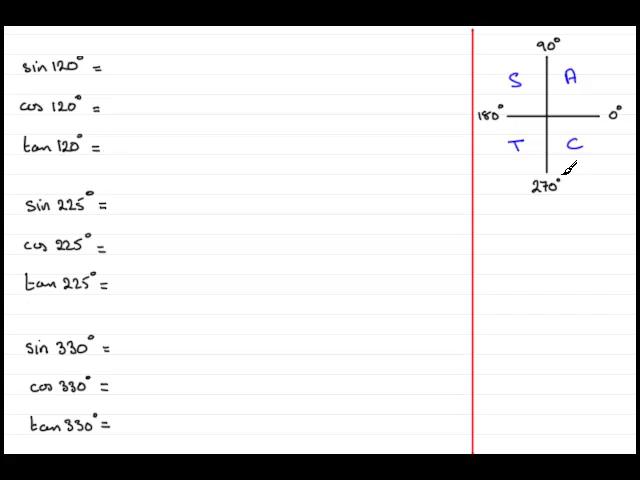 sin 120° =
cos 120° =
tan 120° =
sin 225° =
cos 225° =
tan 225° =
sin 330° =
cos 330° =
tan 330° =
90°
S A
180° 0°
T C
270°